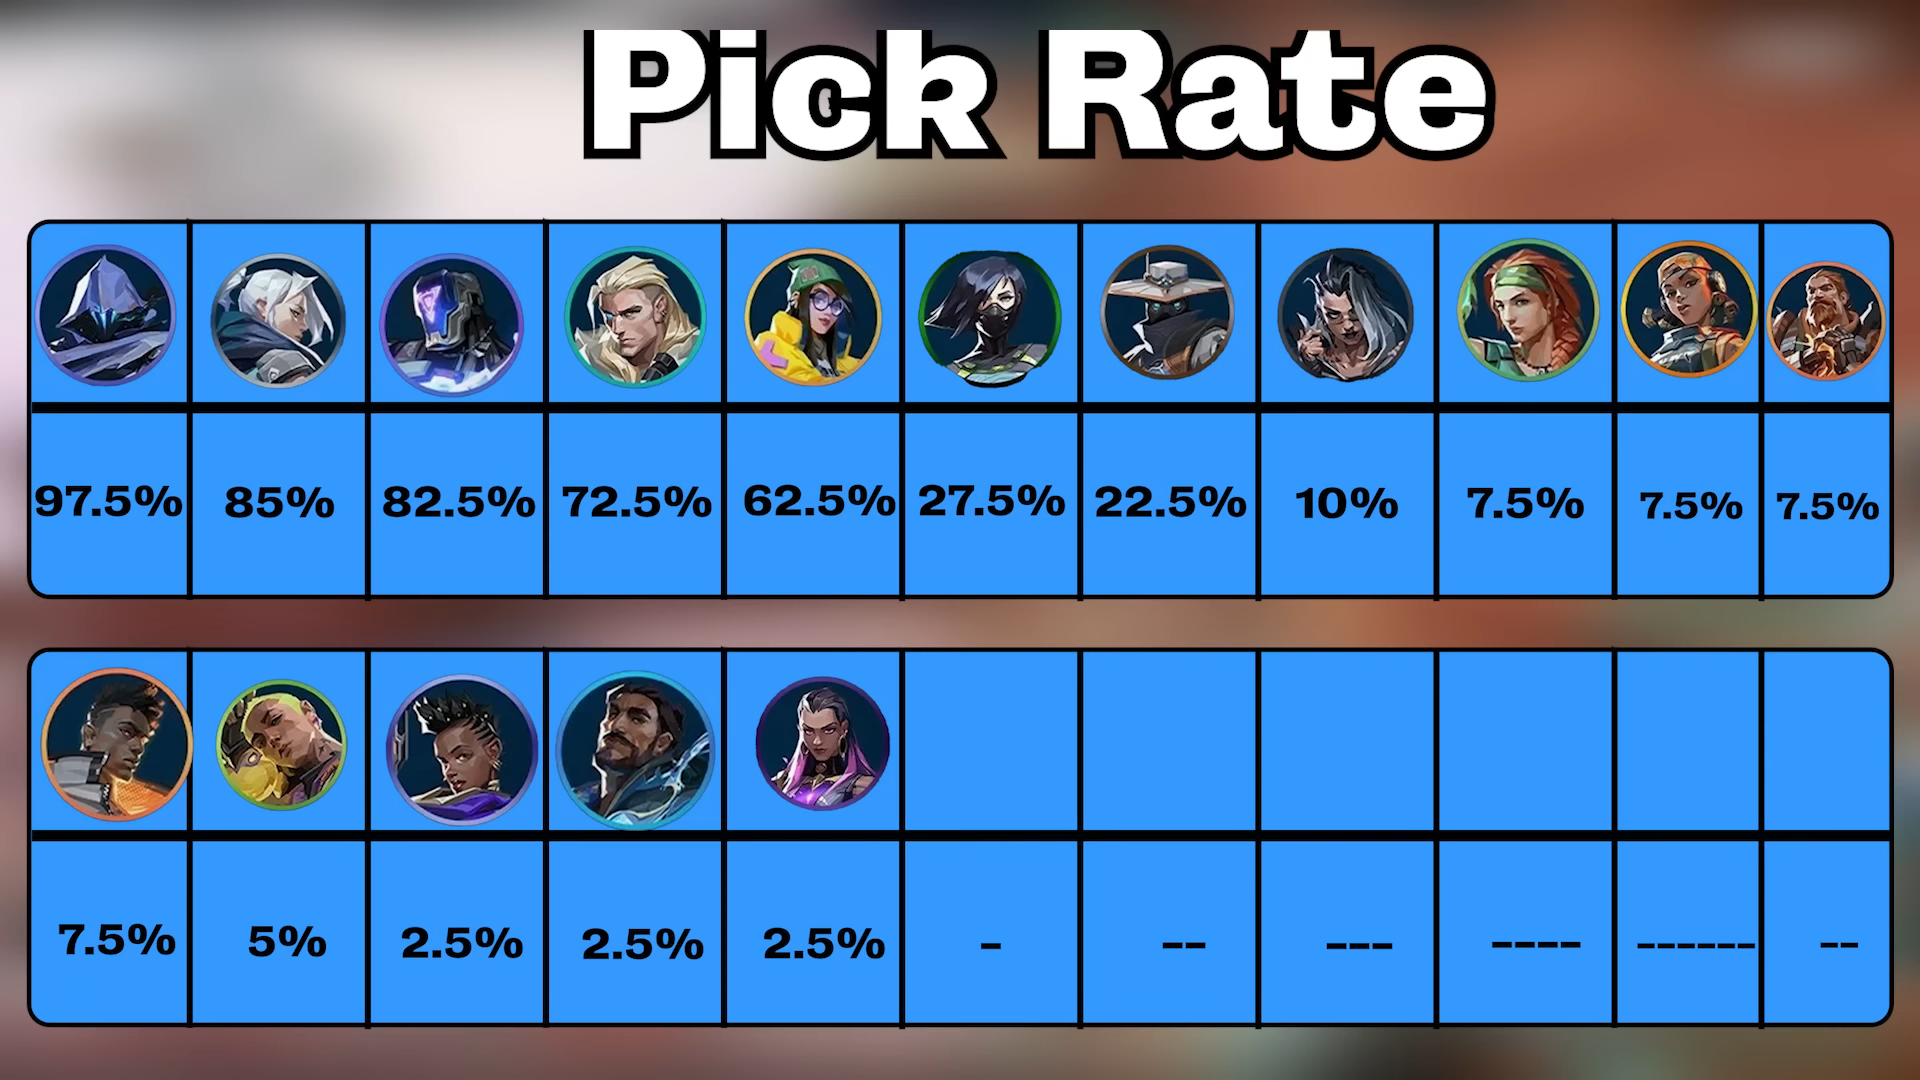 Pick Rate
97.5% 85% 82.5% 72.5% 62.5% 27.5% 22.5% 10% 7.5% 7.5% 7.5%
7.5% 5% 2.5% 2.5% 2.5% - -- --- ---- ------ --